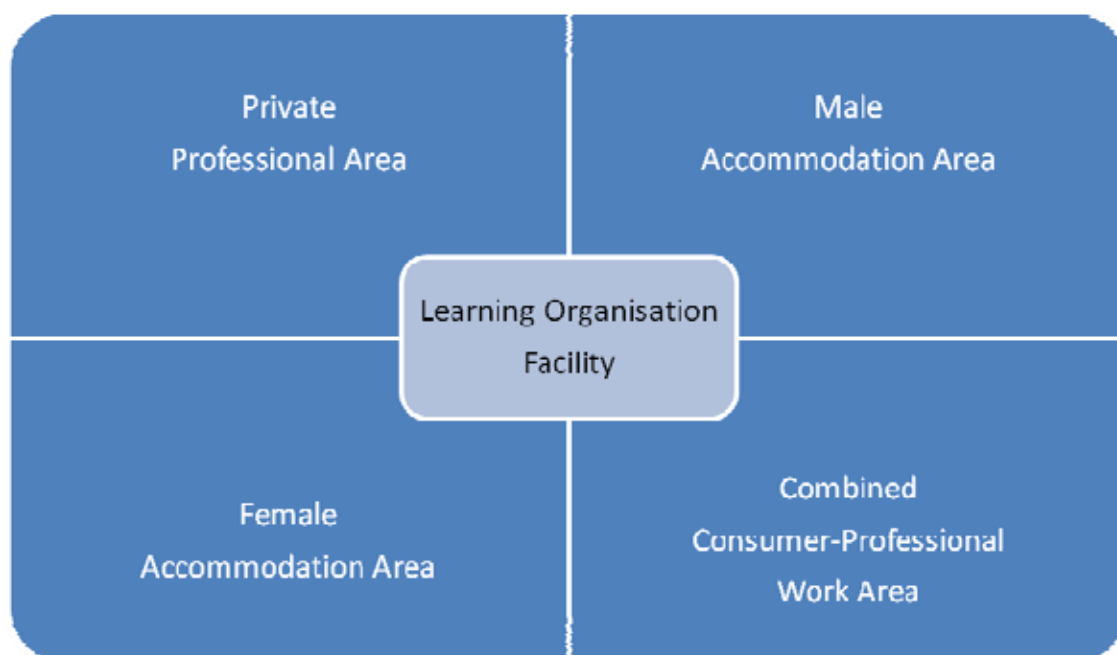 Private
Professional Area
Male
Accommodation Area
Learning Organisation
Facility
Female
Accommodation Area
Combined
Consumer-Professional
Work Area